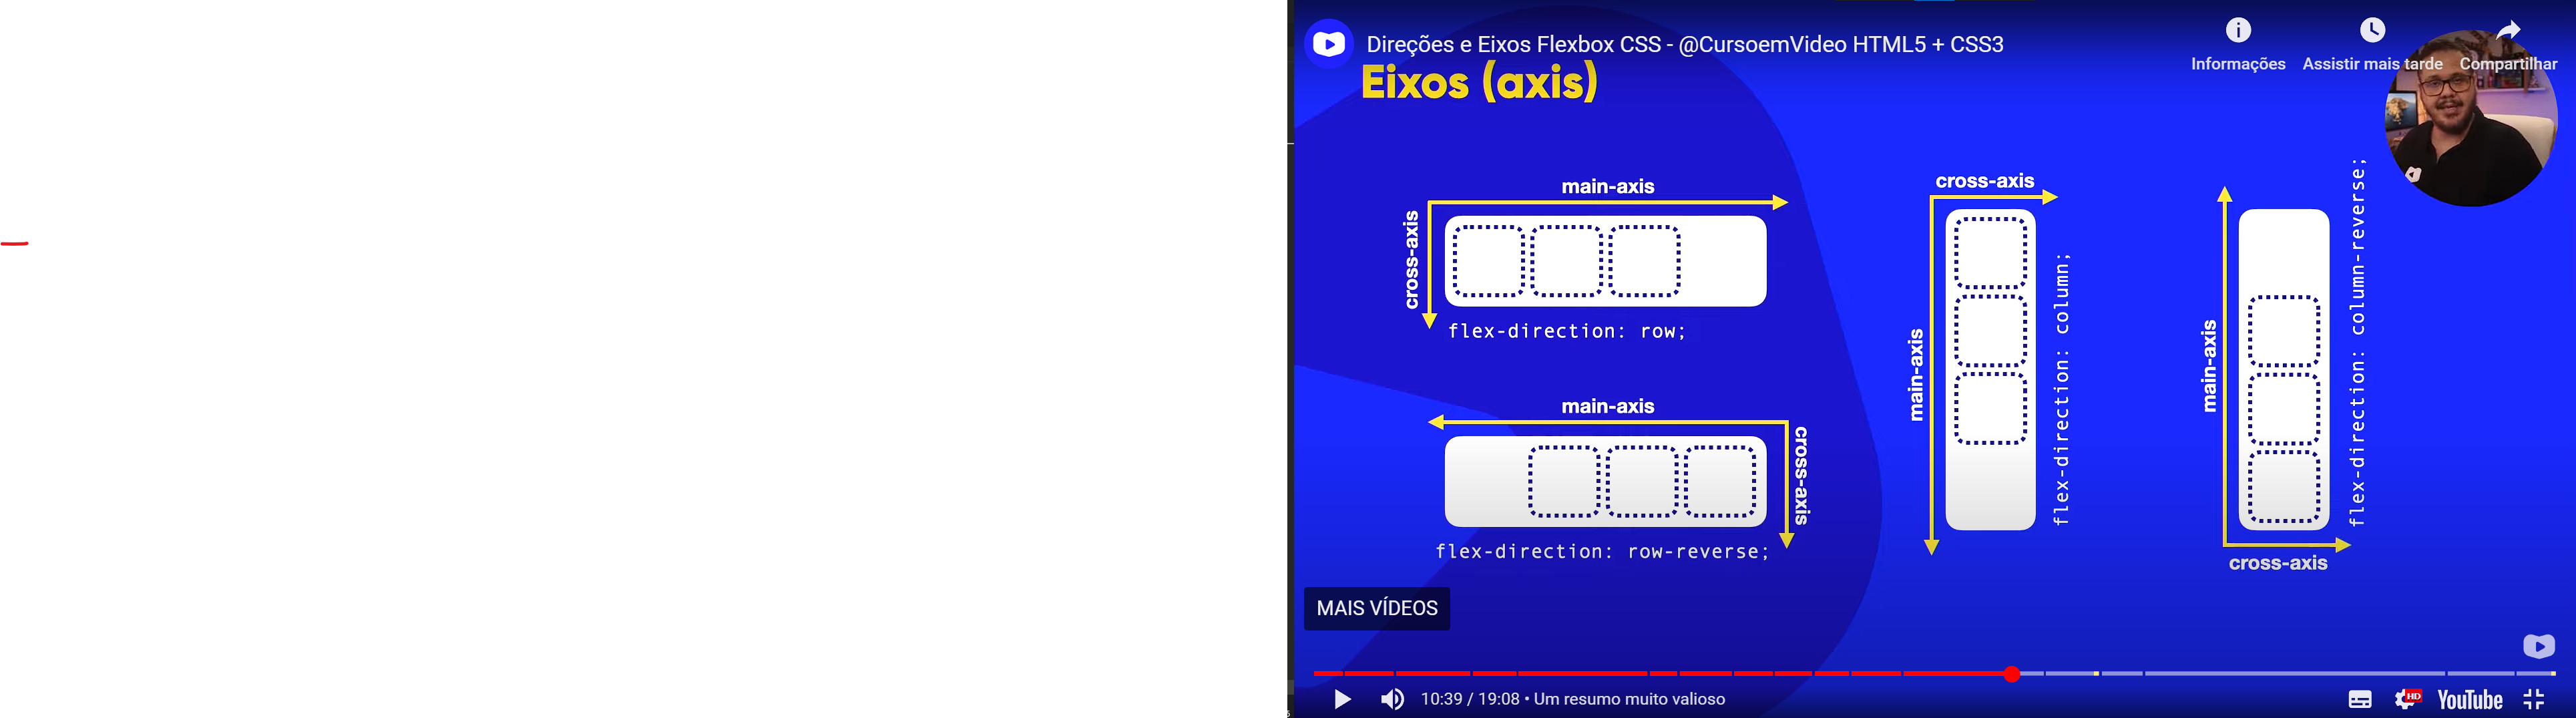 Direções e Eixos Flexbox CSS - @CursoemVideo HTML5 + CSS3
Informações
Assistir mais tarde
Compartilhar
Eixos (axis)
main-axis
cross-axis
flex-direction: row;
main-axis
cross-axis
flex-direction: row-reverse;
cross-axis
main-axis
flex-direction: column;
main-axis
cross-axis
flex-direction: column-reverse;
MAIS VÍDEOS
10:39 / 19:08 • Um resumo muito valioso
HD
YouTube